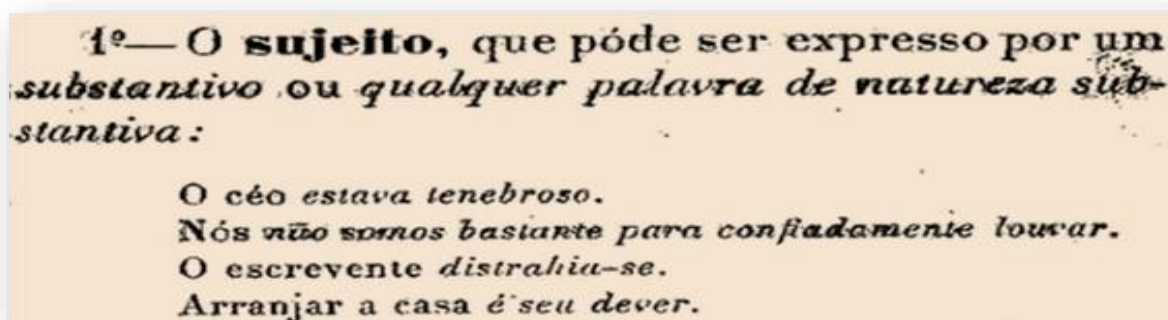 1º — O sujeito, que póde ser expresso por um
substantivo ou qualquer palavra de natureza sub-
stantiva :
O céo estava tenebroso.
Nós não somos bastante para confiadamente louvar.
O escrevente distrahia-se.
Arranjar a casa é seu dever.